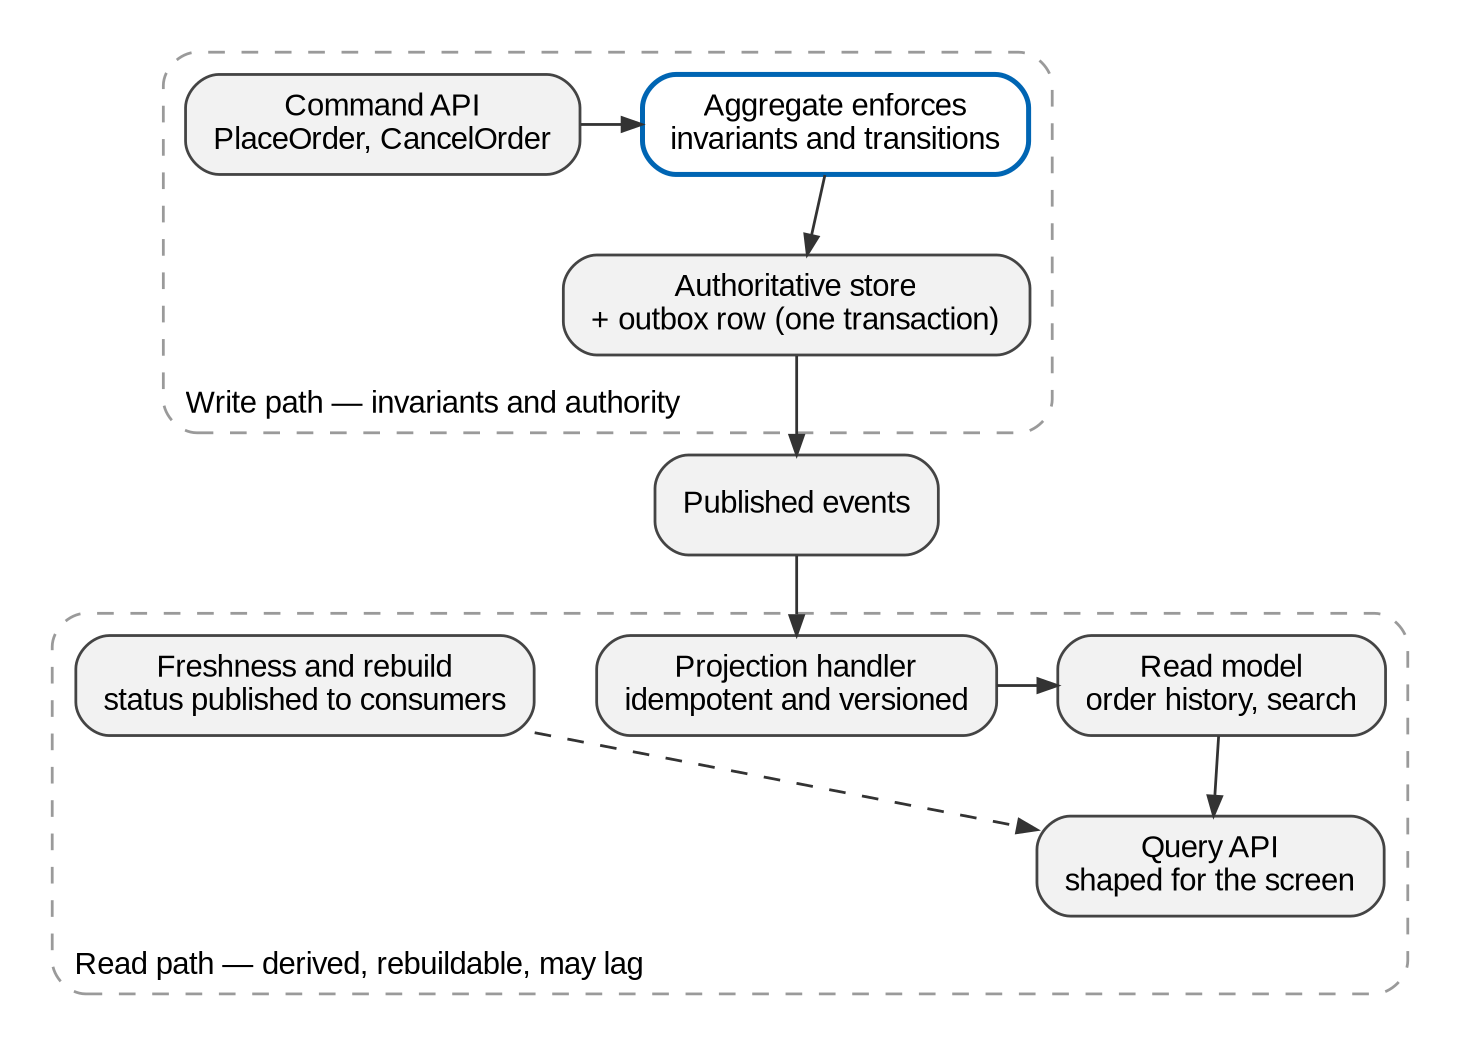 Command API
PlaceOrder, CancelOrder
Aggregate enforces
invariants and transitions
Authoritative store
+ outbox row (one transaction)
Write path — invariants and authority
Published events
Freshness and rebuild
status published to consumers
Projection handler
idempotent and versioned
Read model
order history, search
Query API
shaped for the screen
Read path — derived, rebuildable, may lag